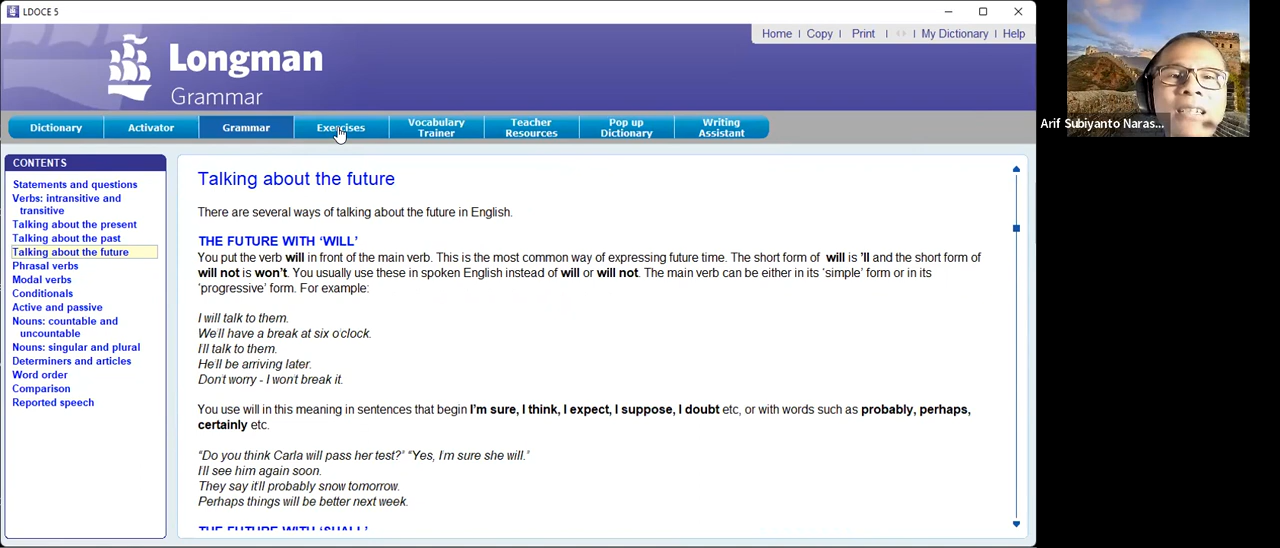 LDOCE 5
Home | Copy | Print | My Dictionary | Help
Longman
Grammar
Dictionary
Activator
Grammar
Exercises
Vocabulary
Trainer
Teacher
Resources
Pop up
Dictionary
Writing
Assistant
Arif Subiyanto Naras...
CONTENTS
Statements and questions
Verbs: intransitive and
transitive
Talking about the present
Talking about the past
Talking about the future
Phrasal verbs
Modal verbs
Conditionals
Active and passive
Nouns: countable and
uncountable
Nouns: singular and plural
Determiners and articles
Word order
Comparison
Reported speech
Talking about the future
There are several ways of talking about the future in English.
THE FUTURE WITH ‘WILL’
You put the verb will in front of the main verb. This is the most common way of expressing future time. The short form of will is ’ll and the short form of
will not is won’t. You usually use these in spoken English instead of will or will not. The main verb can be either in its ‘simple’ form or in its
‘progressive’ form. For example:
I will talk to them.
We’ll have a break at six o’clock.
I’ll talk to them.
He’ll be arriving later.
Don’t worry - I won’t break it.
You use will in this meaning in sentences that begin I’m sure, I think, I expect, I suppose, I doubt etc, or with words such as probably, perhaps,
certainly etc.
“Do you think Carla will pass her test?” “Yes, I’m sure she will.”
I’ll see him again soon.
They say it’ll probably snow tomorrow.
Perhaps things will be better next week.
THE FUTURE WITH ‘SHALL’